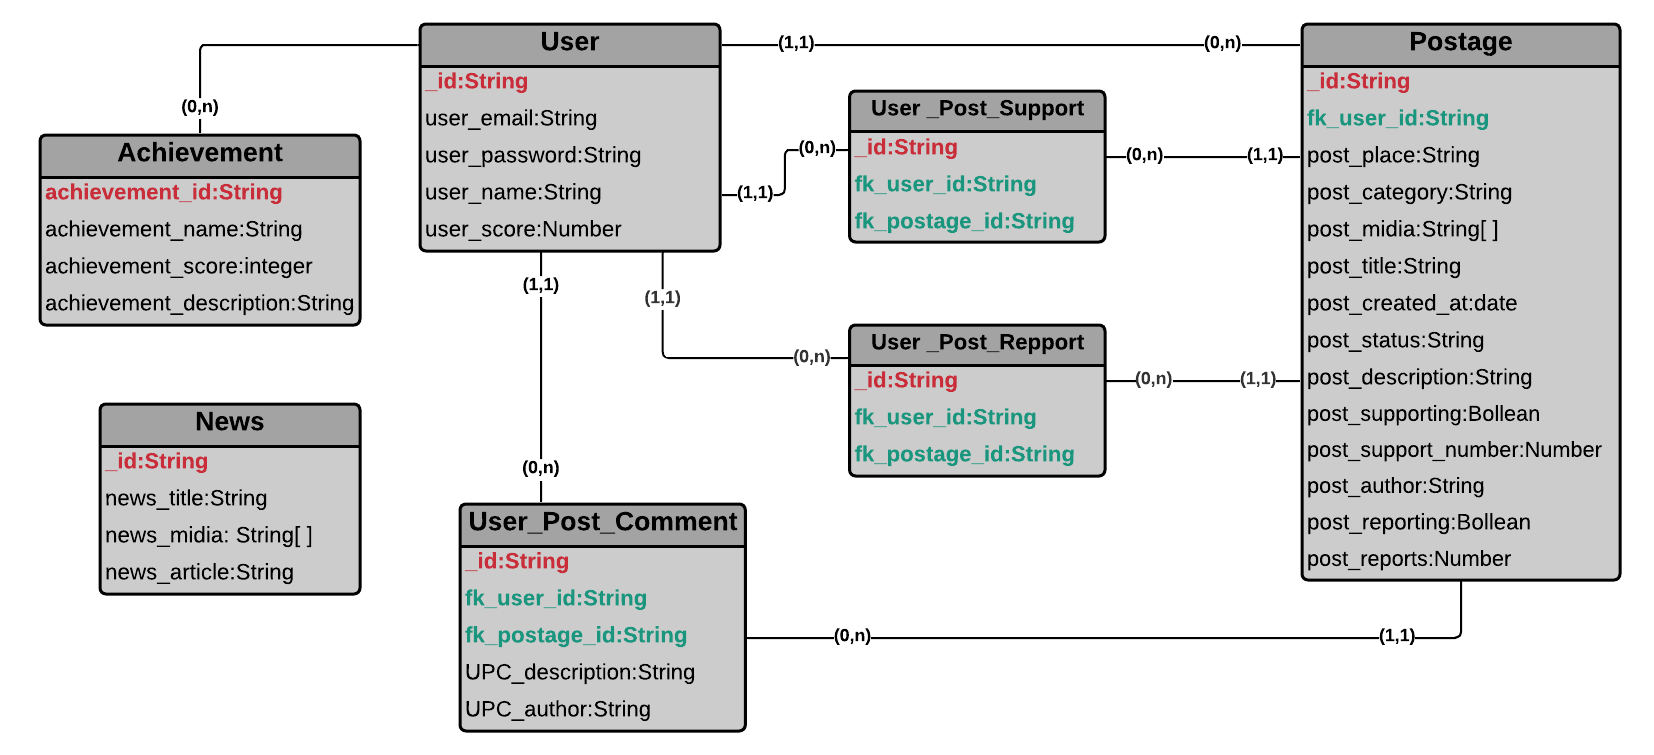 User
_id:String
user_email:String
user_password:String
user_name:String
user_score:Number
(1,1)
(0,n)
Postage
_id:String
fk_user_id:String
post_place:String
post_category:String
post_midia:String[ ]
post_title:String
post_created_at:date
post_status:String
post_description:String
post_supporting:Bollean
post_support_number:Number
post_author:String
post_reporting:Bollean
post_reports:Number
(0,n)
Achievement
achievement_id:String
achievement_name:String
achievement_score:integer
achievement_description:String
User _Post_Support
_id:String
fk_user_id:String
fk_postage_id:String
(1,1)
(0,n)
(0,n)
(1,1)
(1,1)
(0,n)
(1,1)
(0,n)
User _Post_Repport
_id:String
fk_user_id:String
fk_postage_id:String
(0,n)
(1,1)
News
_id:String
news_title:String
news_midia: String[ ]
news_article:String
User_Post_Comment
_id:String
fk_user_id:String
fk_postage_id:String
UPC_description:String
UPC_author:String
(0,n)
(1,1)